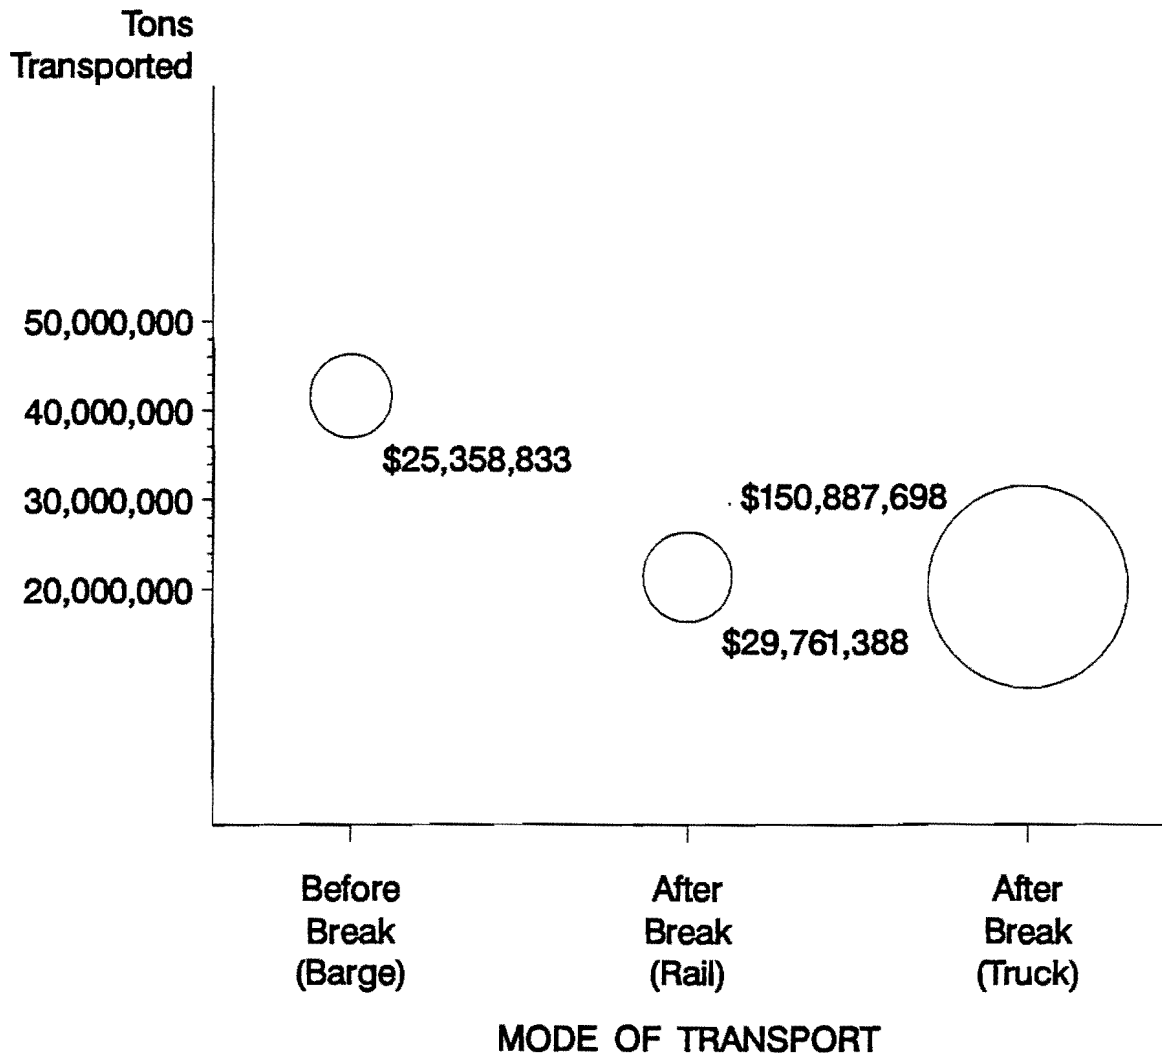 Tons
Transported
50,000,000
40,000,000
$25,358,833
30,000,000
$150,887,698
20,000,000
$29,761,388
Before
Break
(Barge)
After
Break
(Rail)
After
Break
(Truck)
MODE OF TRANSPORT